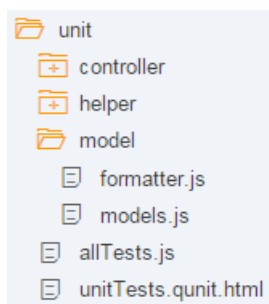 unit
controller
helper
model
formatter.js
models.js
allTests.js
unitTests.qunit.html